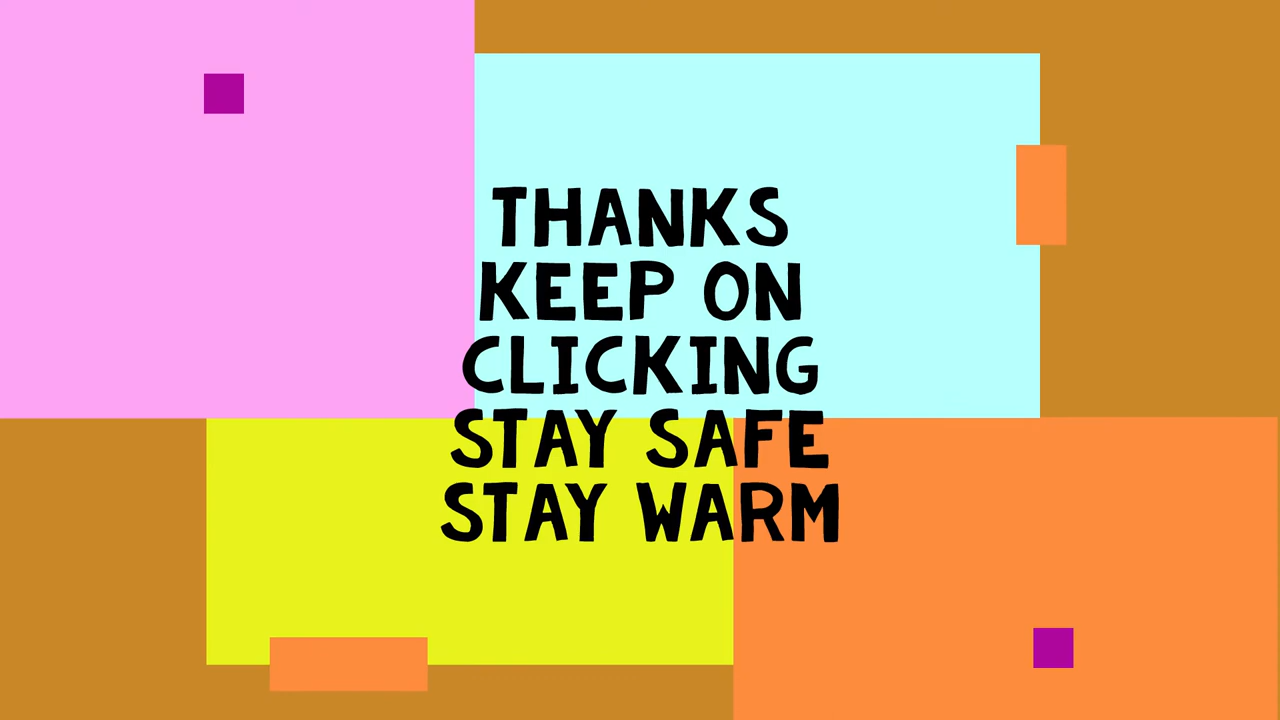 THANKS
KEEP ON
CLICKING
STAY SAFE
STAY WARM